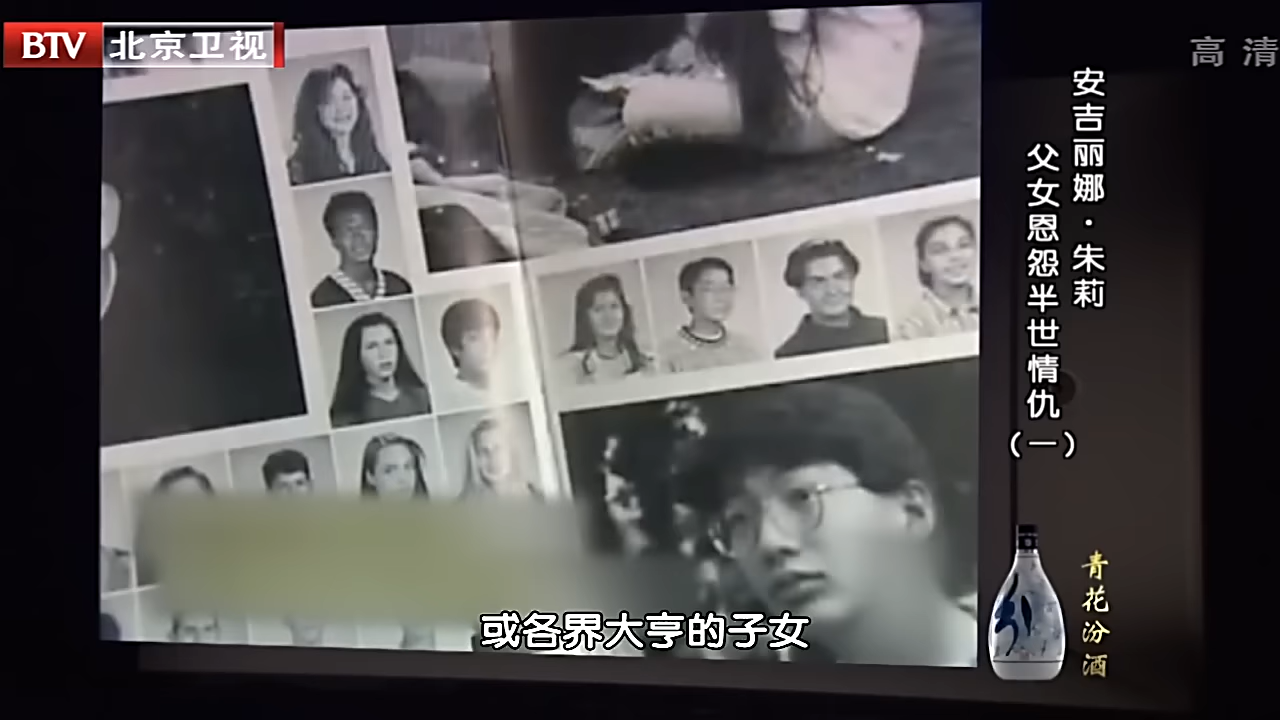 BTV 北京卫视
高清
安吉丽娜·朱莉
父女恩怨半世情仇
（一）
青花汾酒
或各界大亨的子女